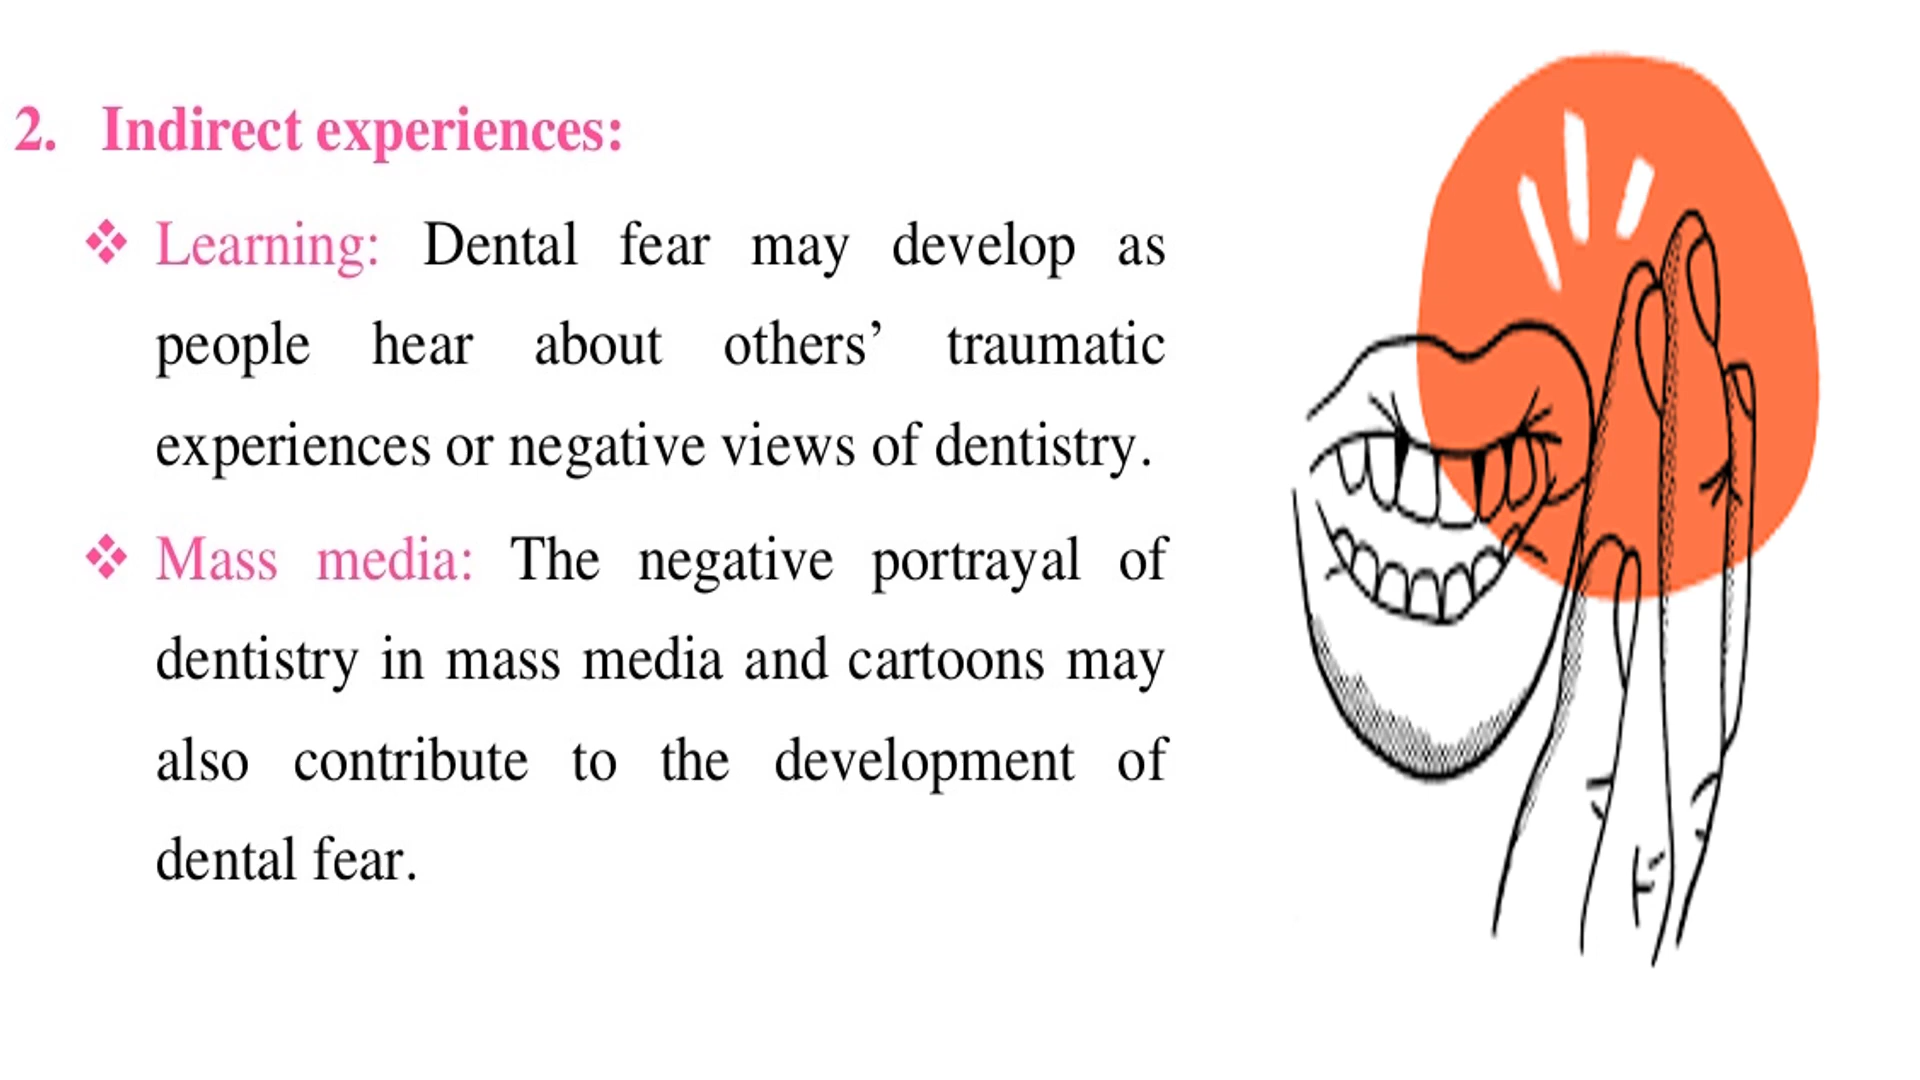 2. Indirect experiences:
❖ Learning: Dental fear may develop as
people hear about others’ traumatic
experiences or negative views of dentistry.
❖ Mass media: The negative portrayal of
dentistry in mass media and cartoons may
also contribute to the development of
dental fear.